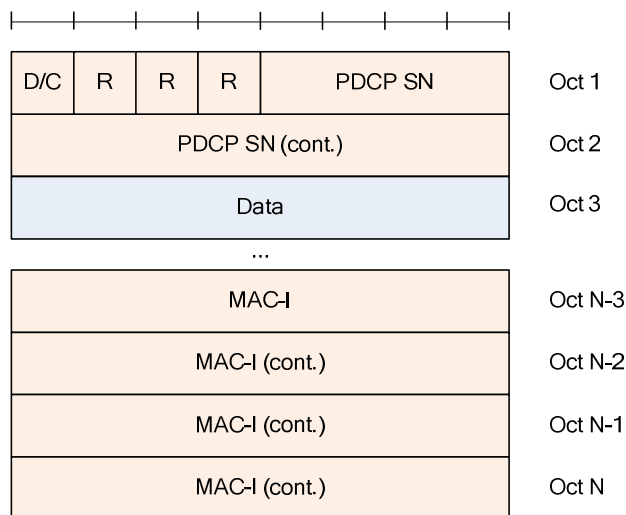 D/C R R R PDCP SN Oct 1
PDCP SN (cont.) Oct 2
Data Oct 3
...
MAC-I Oct N-3
MAC-I (cont.) Oct N-2
MAC-I (cont.) Oct N-1
MAC-I (cont.) Oct N